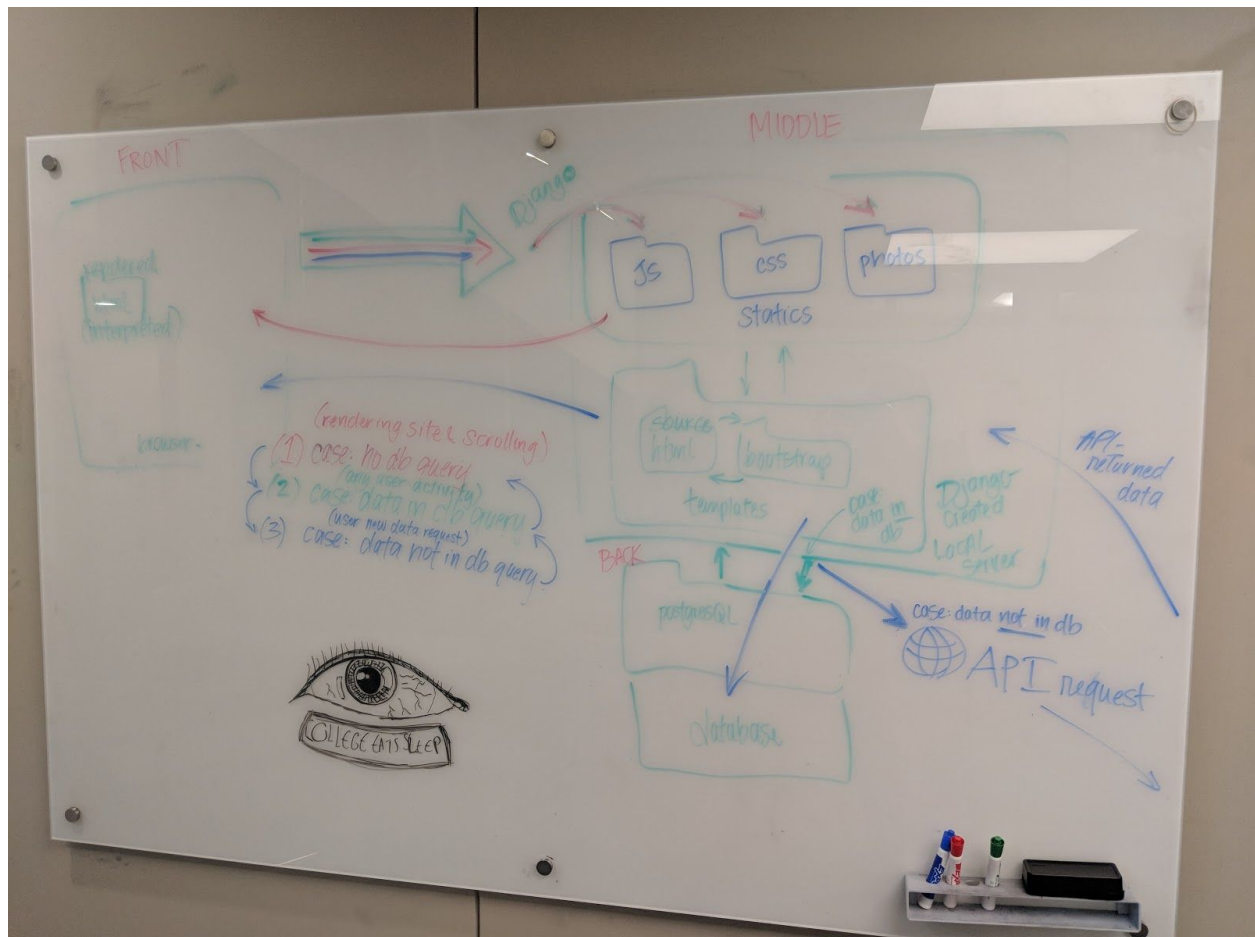 FRONT
MIDDLE
Django
JS
css
photos
statics
(interpreted)
browser
source
html
bootstrap
templates
(rendering site & scrolling)
(1) case: no db query
(any user activity)
(2) case data in db query
(user new data request)
(3) case: data not in db query
case
data in
db
Django
created
LOCAL
server
API-
returned
data
BACK
postgresQL
database
case: data not in db
API request
COLLEGE EATS SLEEP